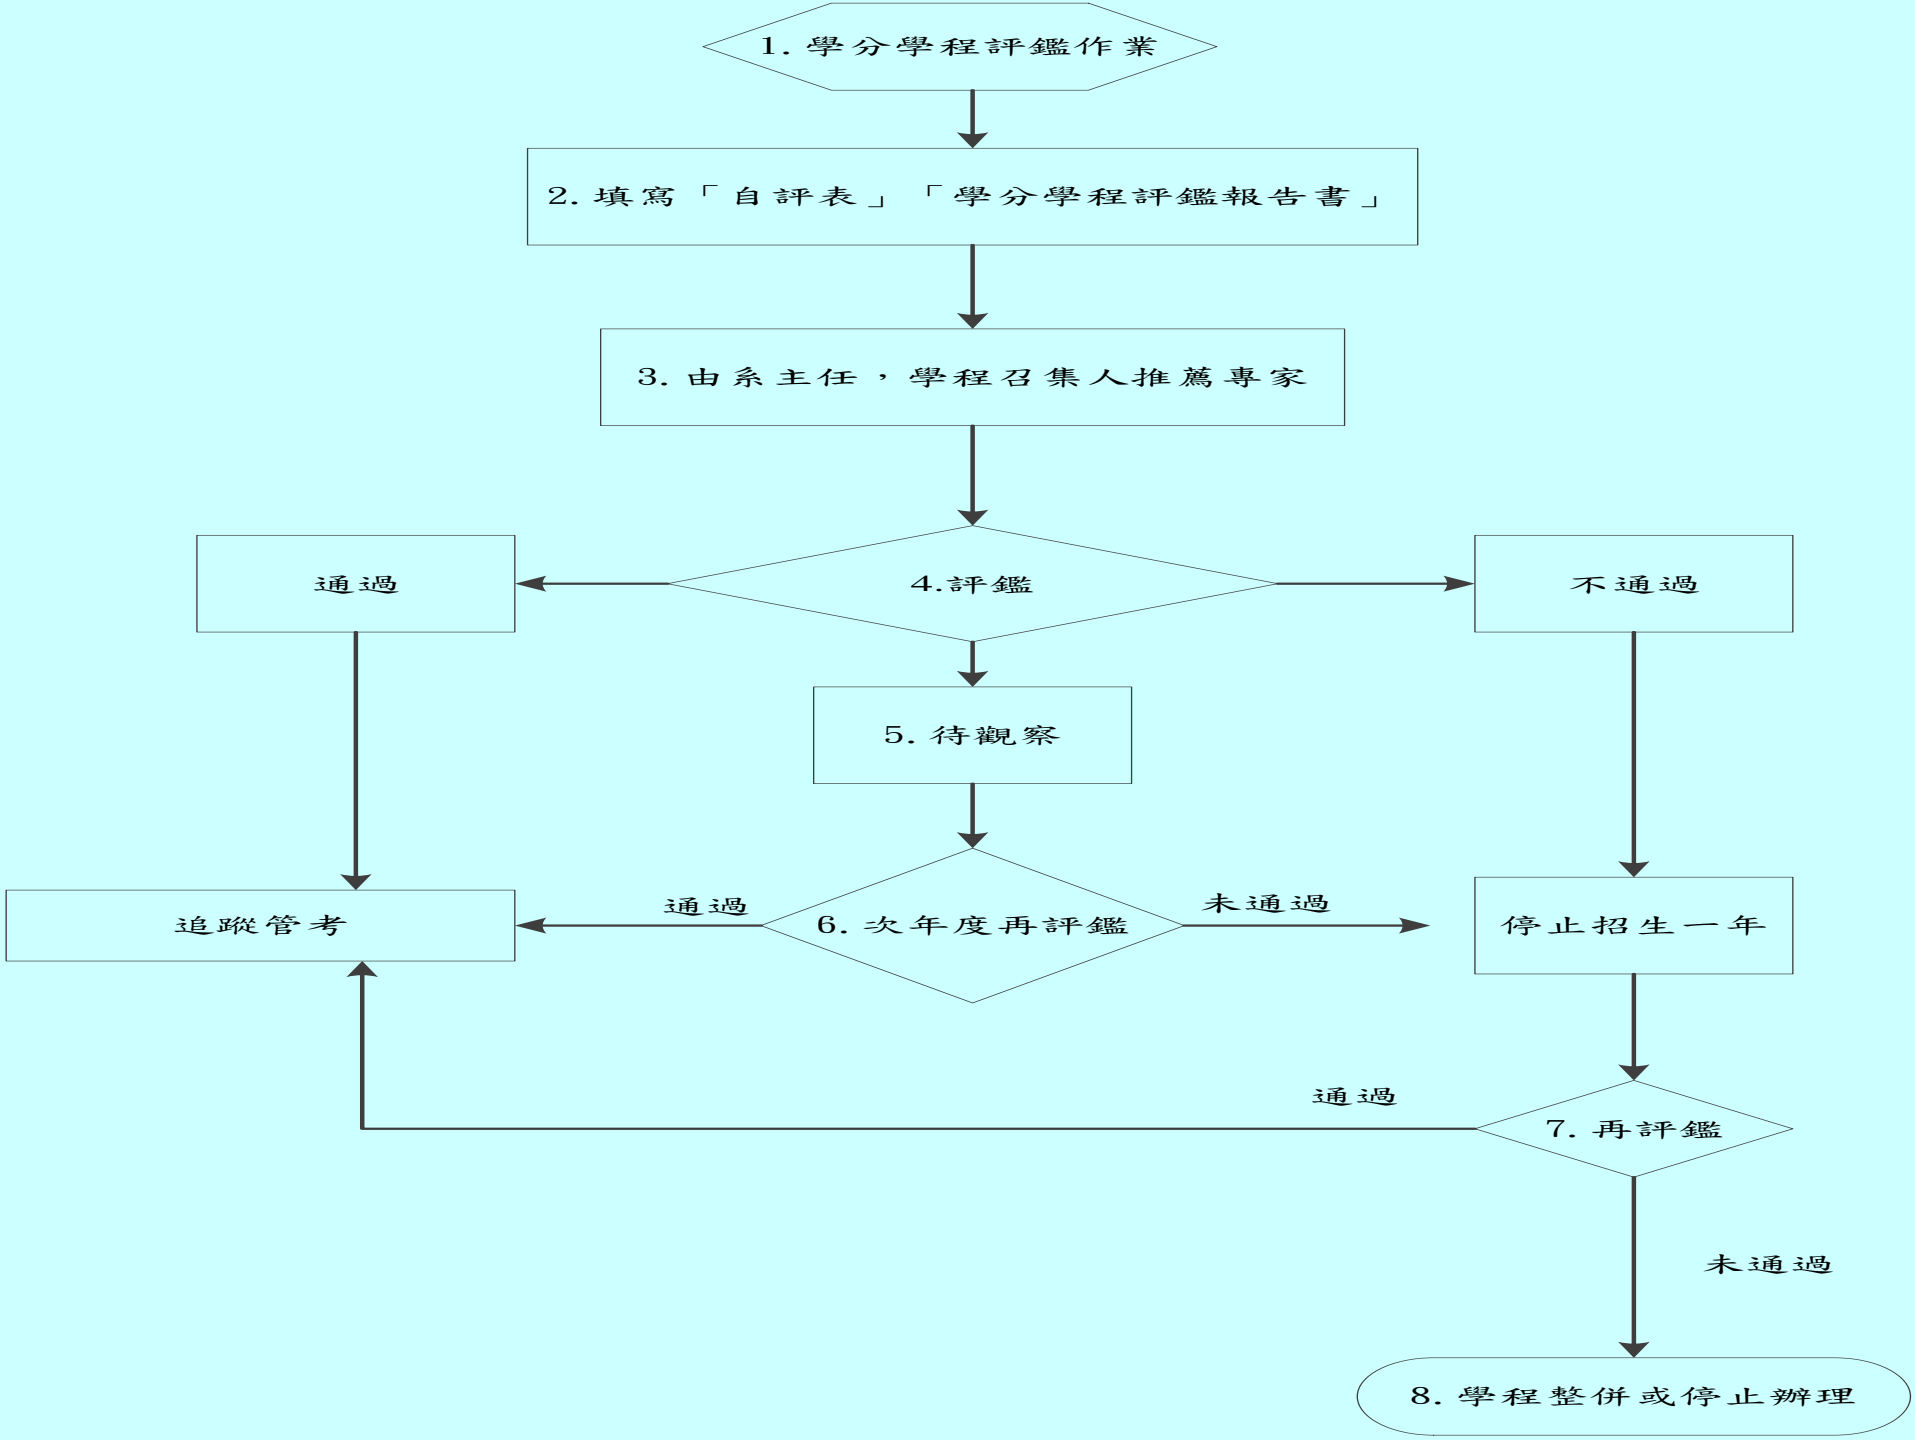 1. 學分學程評鑑作業
2. 填寫「自評表」「學分學程評鑑報告書」
3. 由系主任，學程召集人推薦專家
通過
4.評鑑
不通過
5. 待觀察
追蹤管考
通過
6. 次年度再評鑑
未通過
停止招生一年
通過
7. 再評鑑
未通過
8. 學程整併或停止辦理